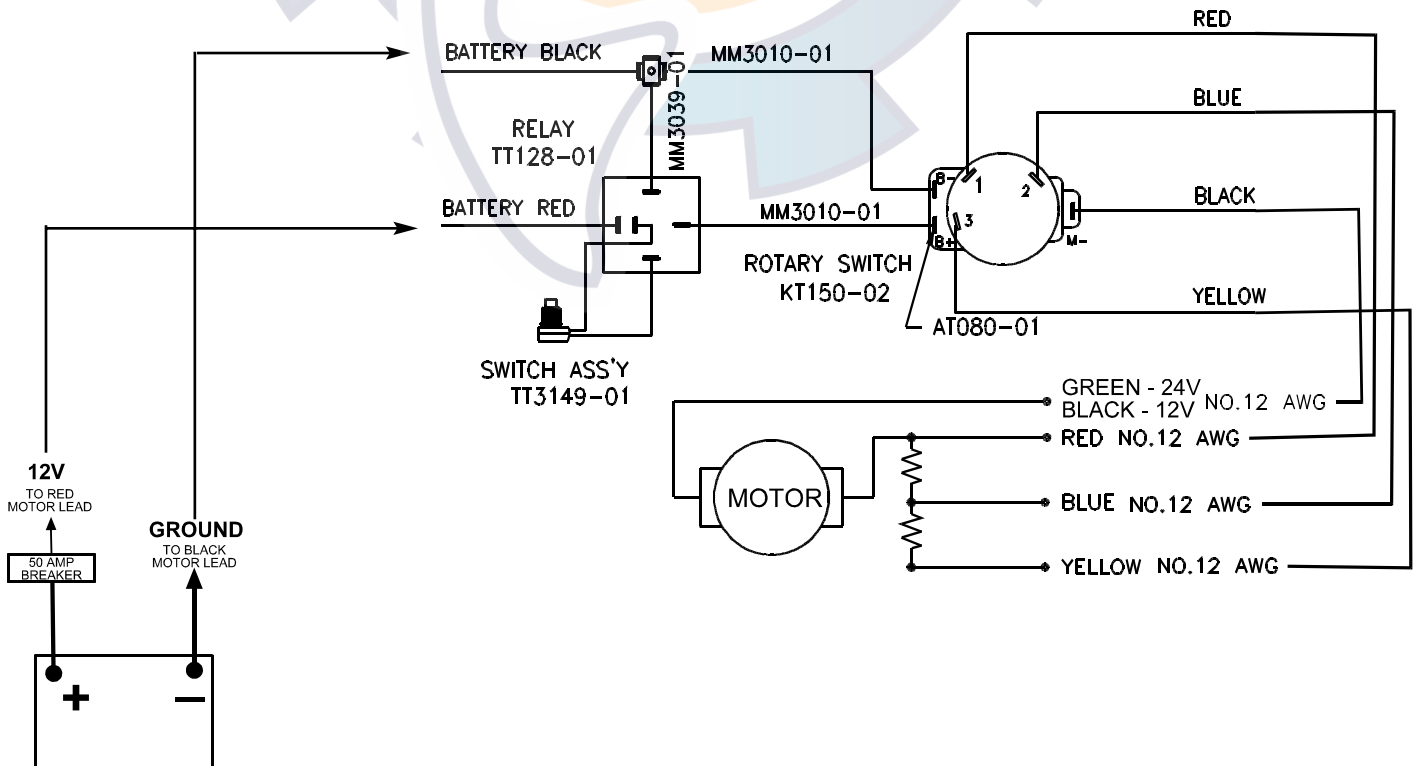 RED
BATTERY BLACK
MM3010-01
MM3039-01
BLUE
RELAY
TT128-01
B-
1
2
BLACK
BATTERY RED
MM3010-01
3
B+
M-
ROTARY SWITCH
KT150-02
YELLOW
AT080-01
SWITCH ASS'Y
TT3149-01
GREEN - 24V
BLACK - 12V NO.12 AWG
RED NO.12 AWG
12V
TO RED
MOTOR LEAD
MOTOR
BLUE NO.12 AWG
GROUND
TO BLACK
MOTOR LEAD
50 AMP
BREAKER
YELLOW NO.12 AWG
+
−